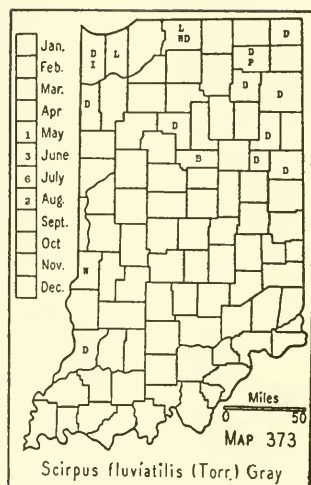 Jan.
Feb.
Mar.
Apr
1 May
3 June
6 July
2 Aug.
Sept.
Oct
Nov.
Dec.
D
I
L
L
ND
D
D
P
D
D
D
D
D
B
D
D
W
D
Miles
0 50
MAP 373
Scirpus fluviatilis (Torr.) Gray